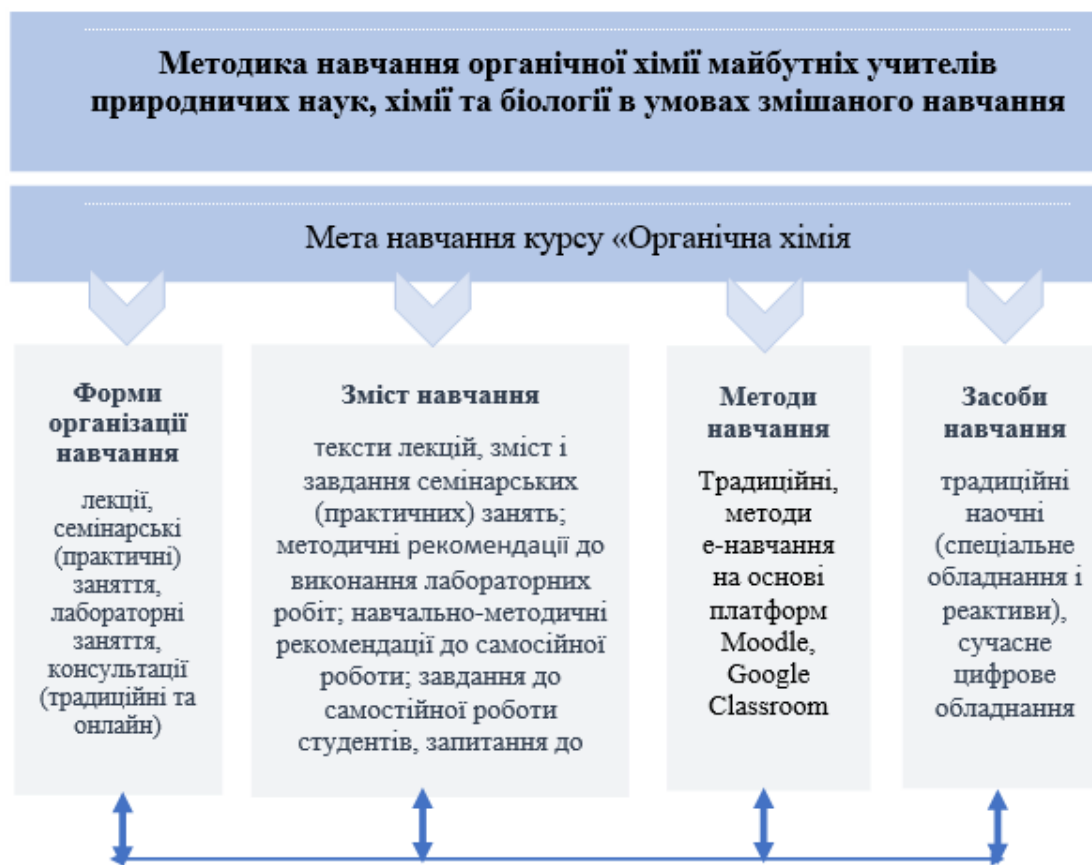 Методика навчання органічної хімії майбутніх учителів
природничих наук, хімії та біології в умовах змішаного навчання
Мета навчання курсу «Органічна хімія
Форми
організації
навчання
лекції,
семінарські
(практичні)
заняття,
лабораторні
заняття,
консультації
(традиційні та
онлайн)
Зміст навчання
тексти лекцій, зміст і
завдання семінарських
(практичних) занять;
методичні рекомендації до
виконання лабораторних
робіт; навчально-методичні
рекомендації до самосійної
роботи; завдання до
самостійної роботи
студентів, запитання до
Методи
навчання
Традиційні,
методи
е-навчання
на основі
платформ
Moodle,
Google
Classroom
Засоби
навчання
традиційні
наочні
(спеціальне
обладнання і
реактиви),
сучасне
цифрове
обладнання